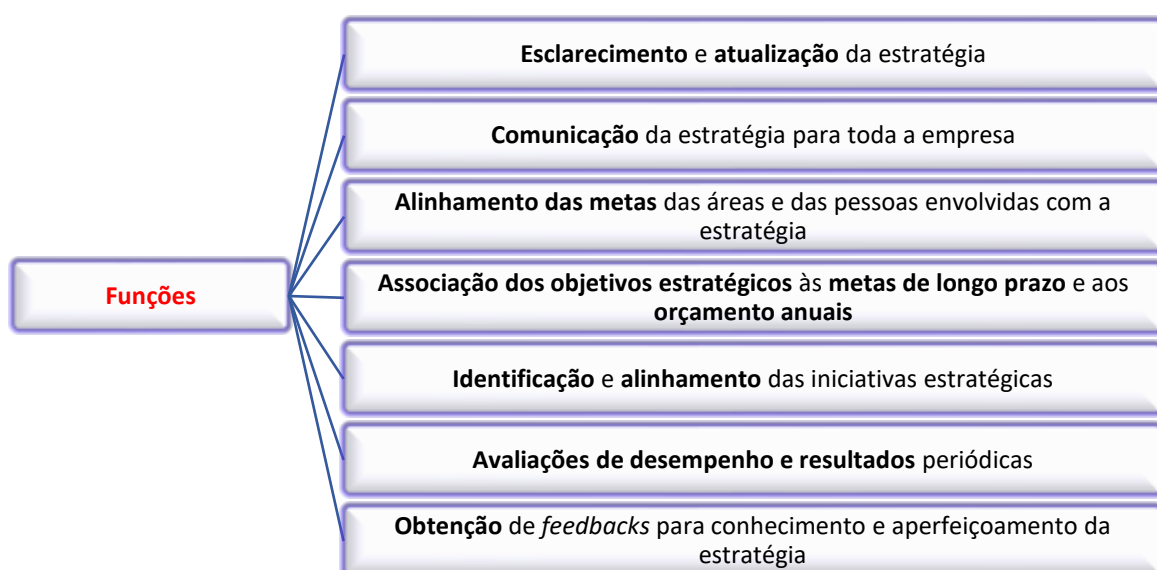 Esclarecimento e atualização da estratégia
Comunicação da estratégia para toda a empresa
Alinhamento das metas das áreas e das pessoas envolvidas com a
estratégia
Funções
Associação dos objetivos estratégicos às metas de longo prazo e aos
orçamento anuais
Identificação e alinhamento das iniciativas estratégicas
Avaliações de desempenho e resultados periódicas
Obtenção de feedbacks para conhecimento e aperfeiçoamento da
estratégia